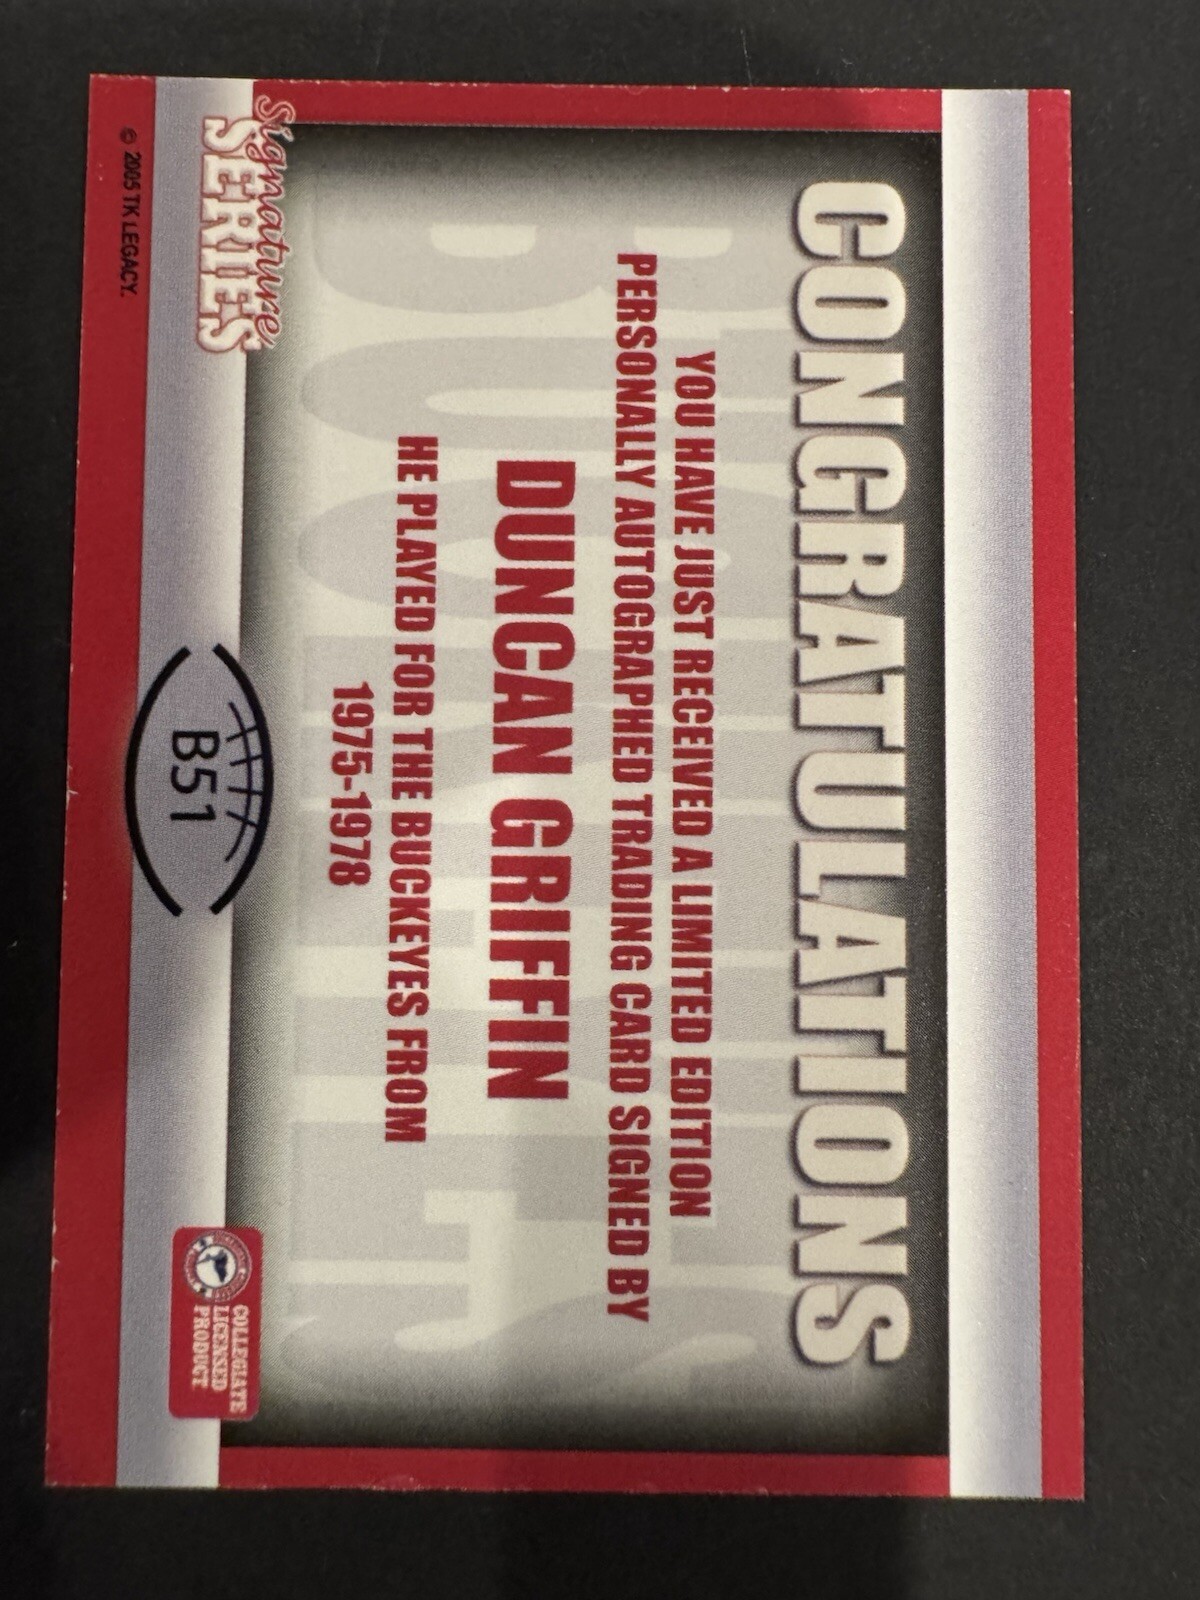 CONGRATULATIONS
YOU HAVE JUST RECEIVED A LIMITED EDITION
PERSONALLY AUTOGRAPHED TRADING CARD SIGNED BY
DUNCAN GRIFFIN
HE PLAYED FOR THE BUCKEYES FROM
1975-1978
Signature
SERIES
B51
COLLEGIATE
LICENSED
PRODUCT
© 2005 TK LEGACY.